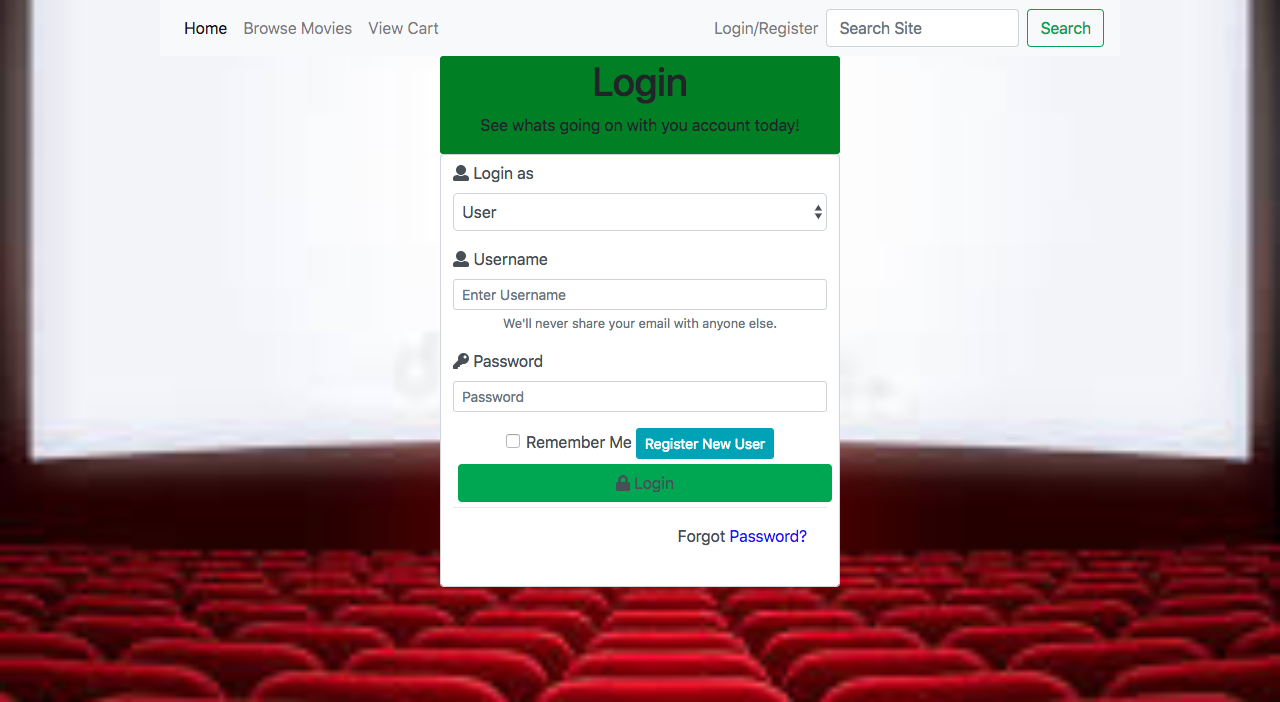 Home Browse Movies View Cart Login/Register Search Site Search
Login
See whats going on with you account today!
Login as
User
Username
Enter Username
We'll never share your email with anyone else.
Password
Password
Remember Me Register New User
Login
Forgot Password?